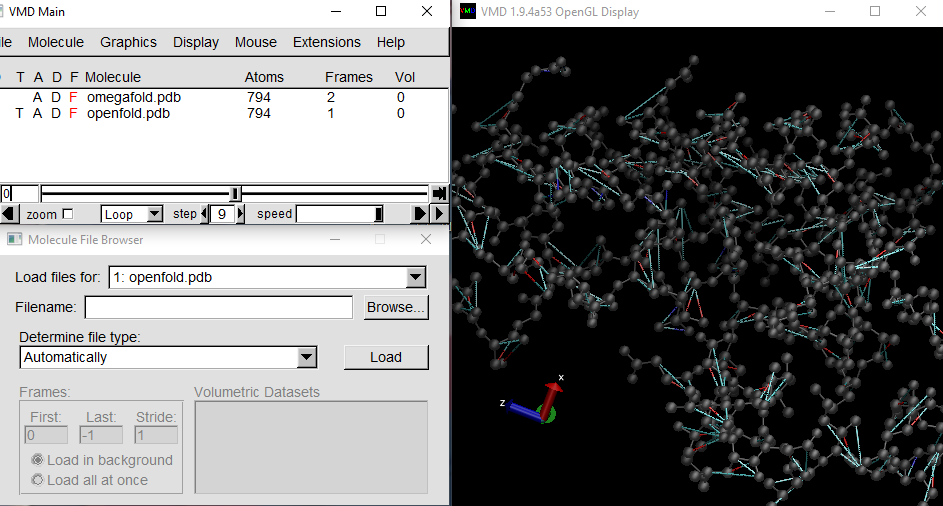 VMD Main
Molecule Graphics Display Mouse Extensions Help
T A D F Molecule Atoms Frames Vol
A D F omegafold.pdb 794 2 0
T A D F openfold.pdb 794 1 0
0
zoom Loop step 9 speed
Molecule File Browser
Load files for: 1: openfold.pdb
Filename: Browse...
Determine file type:
Automatically Load
Frames: Volumetric Datasets
First: Last: Stride:
0 -1 1
Load in background
Load all at once
VMD VMD 1.9.4a53 OpenGL Display
x
z